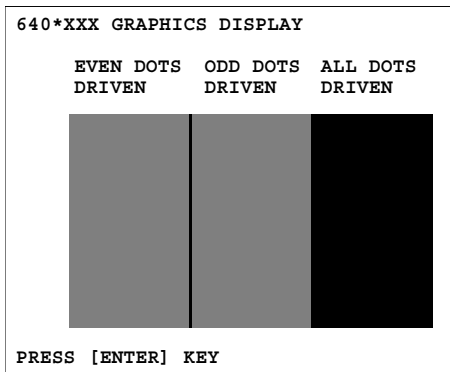 640*XXX GRAPHICS DISPLAY
EVEN DOTS ODD DOTS ALL DOTS
DRIVEN DRIVEN DRIVEN
PRESS [ENTER] KEY